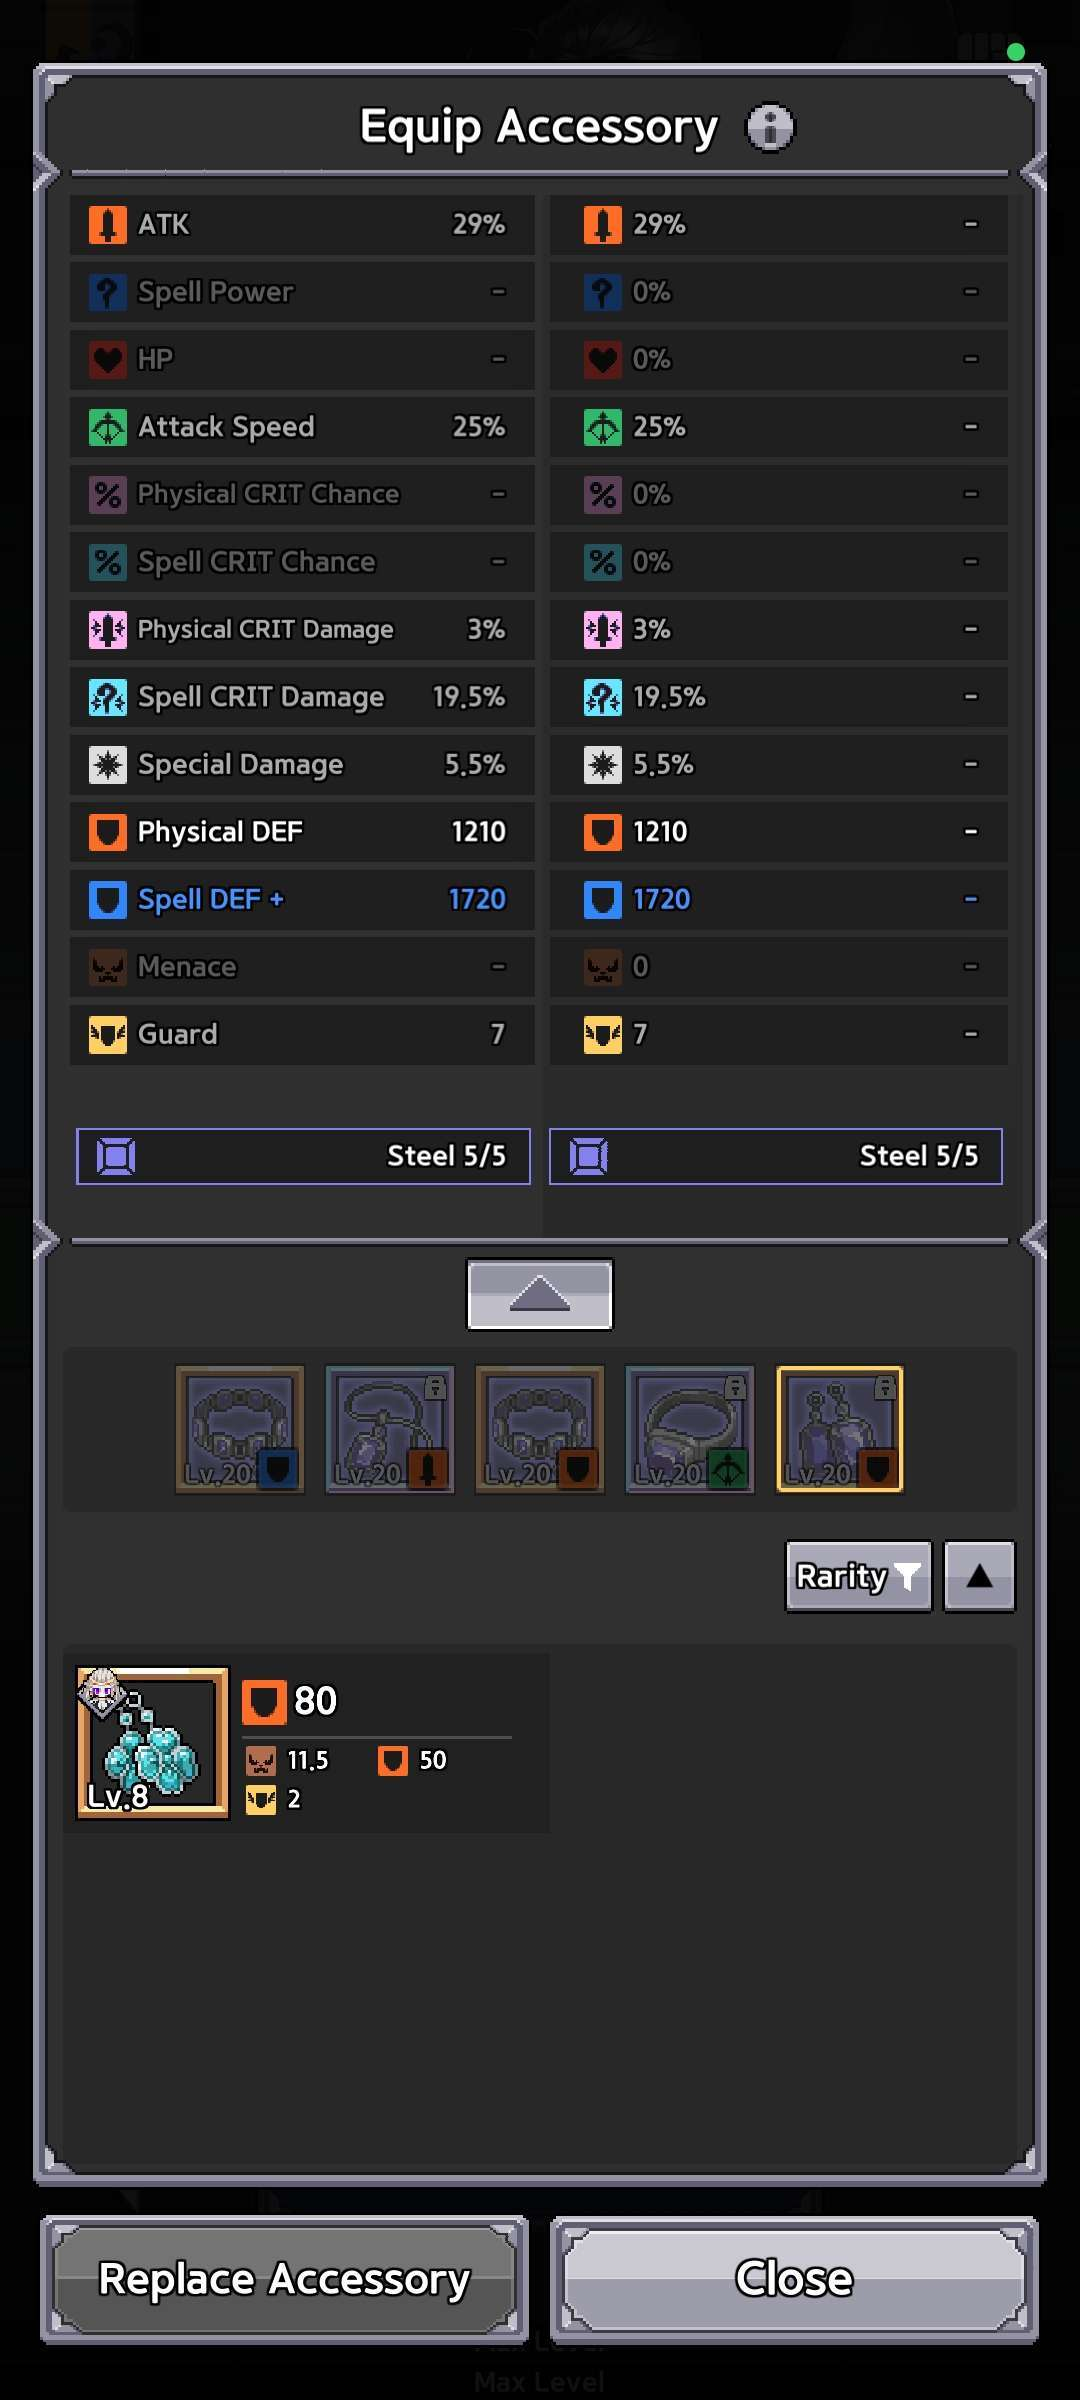 Equip Accessory
ATK 29% 29% -
Spell Power - 0% -
HP - 0% -
Attack Speed 25% 25% -
Physical CRIT Chance - 0% -
Spell CRIT Chance - 0% -
Physical CRIT Damage 3% 3% -
Spell CRIT Damage 19.5% 19.5% -
Special Damage 5.5% 5.5% -
Physical DEF 1210 1210 -
Spell DEF + 1720 1720 -
Menace - 0 -
Guard 7 7 -
Steel 5/5 Steel 5/5
Lv.20 Lv.20 Lv.20 Lv.20 Lv.20
Rarity
80
11.5 50
Lv.8 2
Replace Accessory Close
Max Level
Max Level